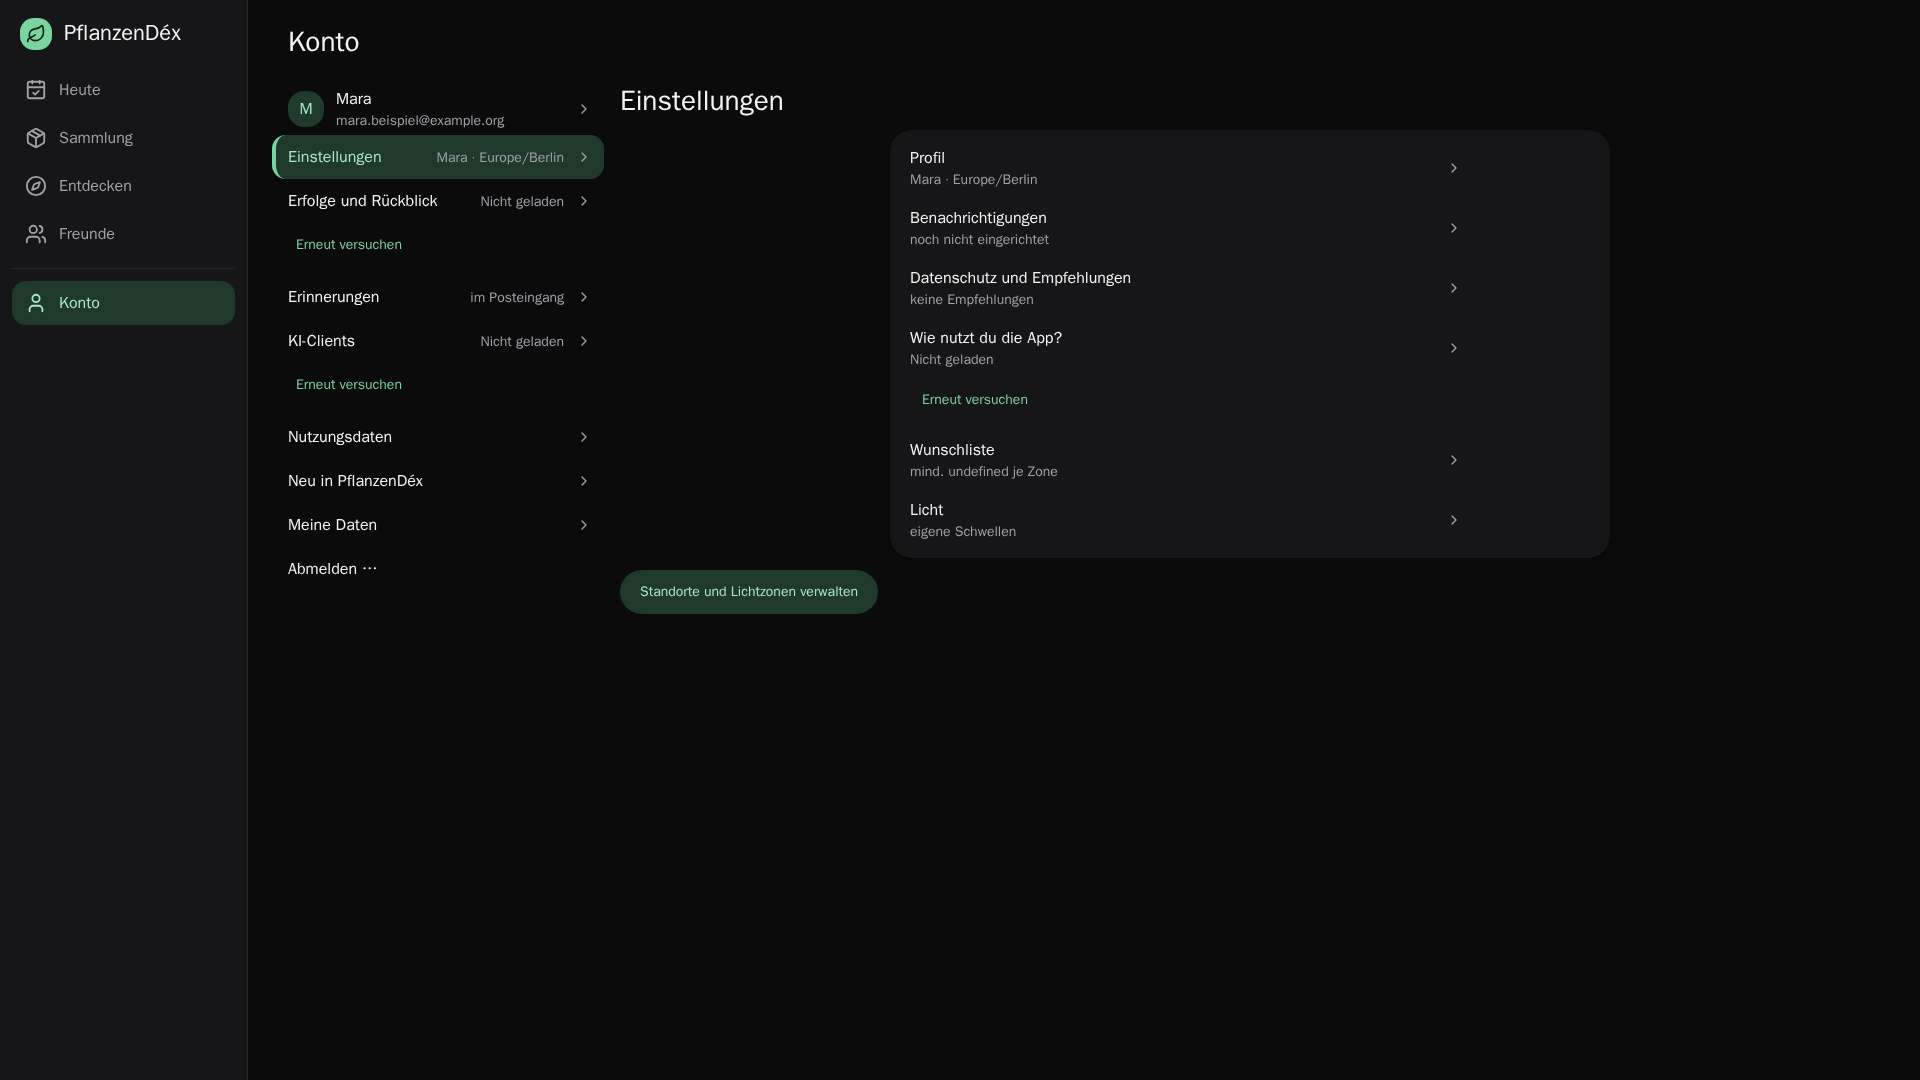 PflanzenDéx
Heute
Sammlung
Entdecken
Freunde
Konto
Konto
M
Mara
mara.beispiel@example.org
Einstellungen
Mara · Europe/Berlin
Erfolge und Rückblick
Nicht geladen
Erneut versuchen
Erinnerungen
im Posteingang
KI-Clients
Nicht geladen
Erneut versuchen
Nutzungsdaten
Neu in PflanzenDéx
Meine Daten
Abmelden ···
Einstellungen
Profil
Mara · Europe/Berlin
Benachrichtigungen
noch nicht eingerichtet
Datenschutz und Empfehlungen
keine Empfehlungen
Wie nutzt du die App?
Nicht geladen
Erneut versuchen
Wunschliste
mind. undefined je Zone
Licht
eigene Schwellen
Standorte und Lichtzonen verwalten